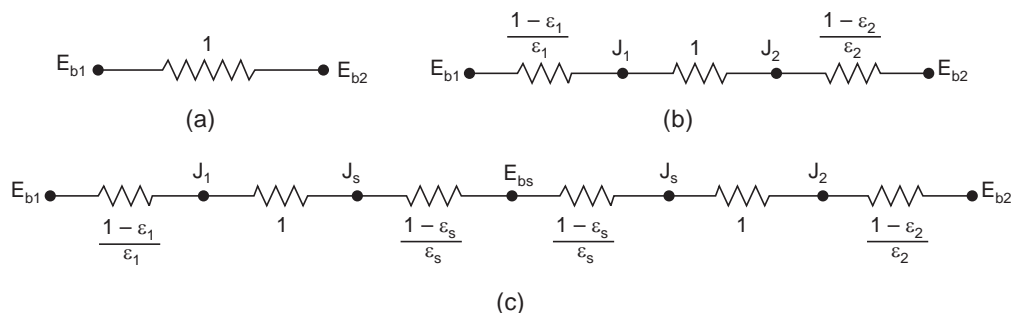 1
E_b1 E_b2
(a)
1 – ε_1
ε_1
J_1
1
J_2
1 – ε_2
ε_2
E_b1 E_b2
(b)
E_b1 J_1 J_s E_bs J_s J_2 E_b2
1 – ε_1
ε_1
1
1 – ε_s
ε_s
1 – ε_s
ε_s
1
1 – ε_2
ε_2
(c)